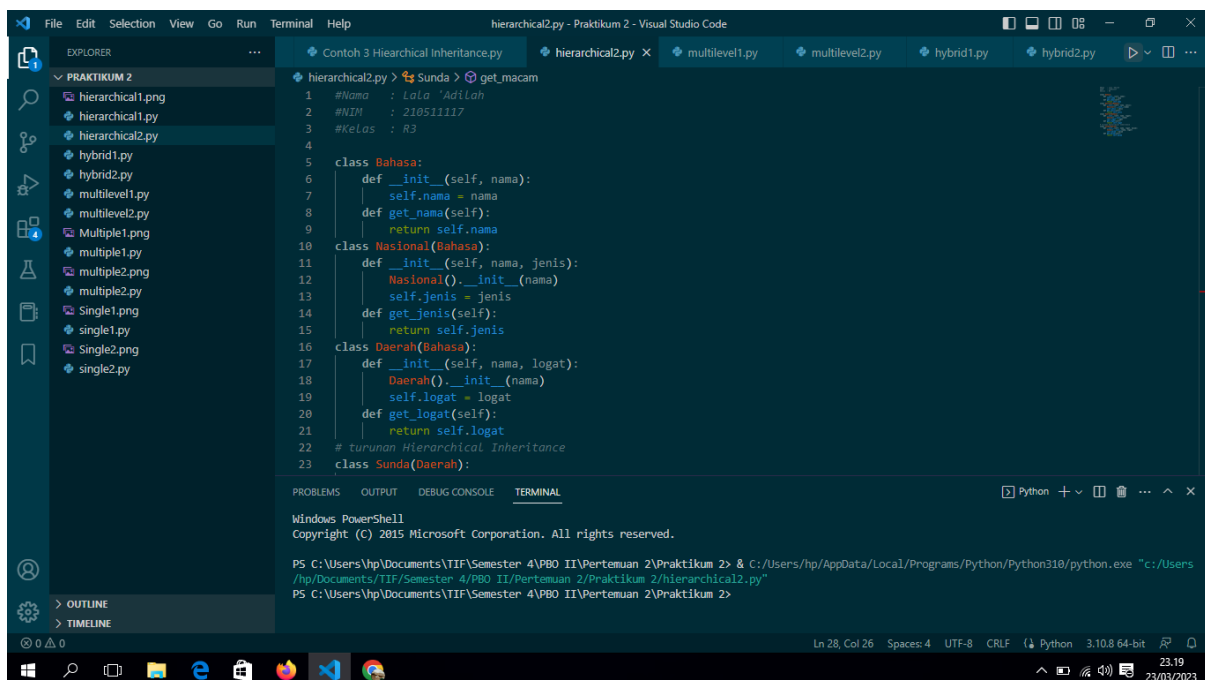 File Edit Selection View Go Run Terminal Help hierarchical2.py - Praktikum 2 - Visual Studio Code
EXPLORER ...
PRAKTIKUM 2
hierarchical1.png
hierarchical1.py
hierarchical2.py
hybrid1.py
hybrid2.py
multilevel1.py
multilevel2.py
Multiple1.png
multiple1.py
multiple2.png
multiple2.py
Single1.png
single1.py
Single2.png
single2.py
OUTLINE
TIMELINE
1
4
Contoh 3 Hiearchical Inheritance.py hierarchical2.py multilevel1.py multilevel2.py hybrid1.py hybrid2.py ...
hierarchical2.py > Sunda > get_macam
1 #Nama : Lala 'Adilah
2 #NIM : 210511117
3 #Kelas : R3
4
5 class Bahasa:
6 def __init__(self, nama):
7 self.nama = nama
8 def get_nama(self):
9 return self.nama
10 class Nasional(Bahasa):
11 def __init__(self, nama, jenis):
12 Nasional().__init__(nama)
13 self.jenis = jenis
14 def get_jenis(self):
15 return self.jenis
16 class Daerah(Bahasa):
17 def __init__(self, nama, logat):
18 Daerah().__init__(nama)
19 self.logat = logat
20 def get_logat(self):
21 return self.logat
22 # turunan Hierarchical Inheritance
23 class Sunda(Daerah):
PROBLEMS OUTPUT DEBUG CONSOLE TERMINAL Python
Windows PowerShell
Copyright (C) 2015 Microsoft Corporation. All rights reserved.
PS C:\Users\hp\Documents\TIF\Semester 4\PBO II\Pertemuan 2\Praktikum 2> & C:/Users/hp/AppData/Local/Programs/Python/Python310/python.exe "c:/Users
/hp/Documents/TIF/Semester 4/PBO II/Pertemuan 2/Praktikum 2/hierarchical2.py"
PS C:\Users\hp\Documents\TIF\Semester 4\PBO II\Pertemuan 2\Praktikum 2>
0 0 Ln 28, Col 26 Spaces: 4 UTF-8 CRLF Python 3.10.8 64-bit
23.19
23/03/2023